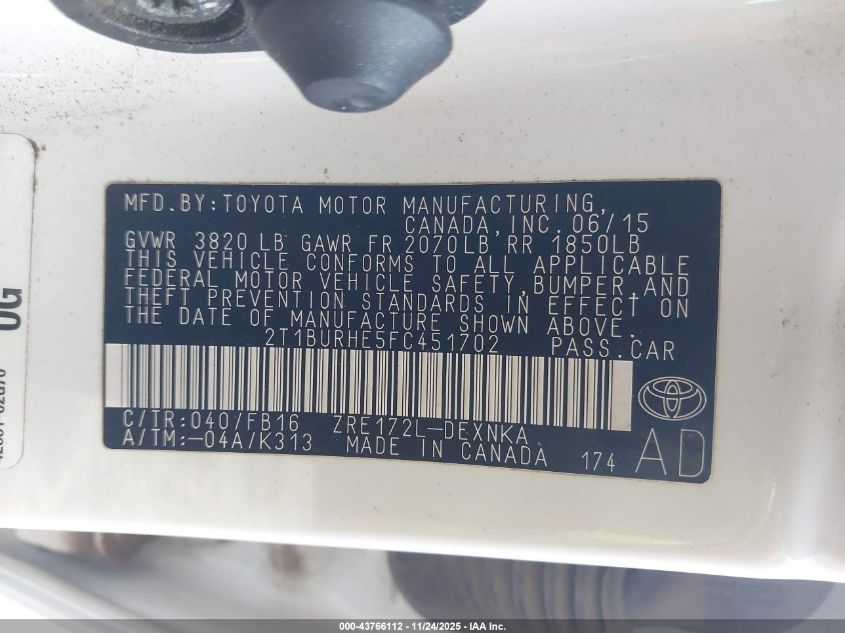 MFD.BY:TOYOTA MOTOR MANUFACTURING,
CANADA,INC.06/15
GVWR 3820 LB GAWR FR 2070LB,RR 1850LB
THIS VEHICLE CONFORMS TO ALL APPLICABLE
FEDERAL MOTOR VEHICLE SAFETY,BUMPER,AND
THEFT PREVENTION STANDARDS IN EFFECT ON
THE DATE OF MANUFACTURE SHOWN ABOVE.
2T1BURHE5FC451702 PASS.CAR
C/TR:040/FB16 ZRE172L-DEXNKA
A/TM:-04A/K313 MADE IN CANADA 174 AD
0G
000-43766112 - 11/24/2025 - © IAA Inc.